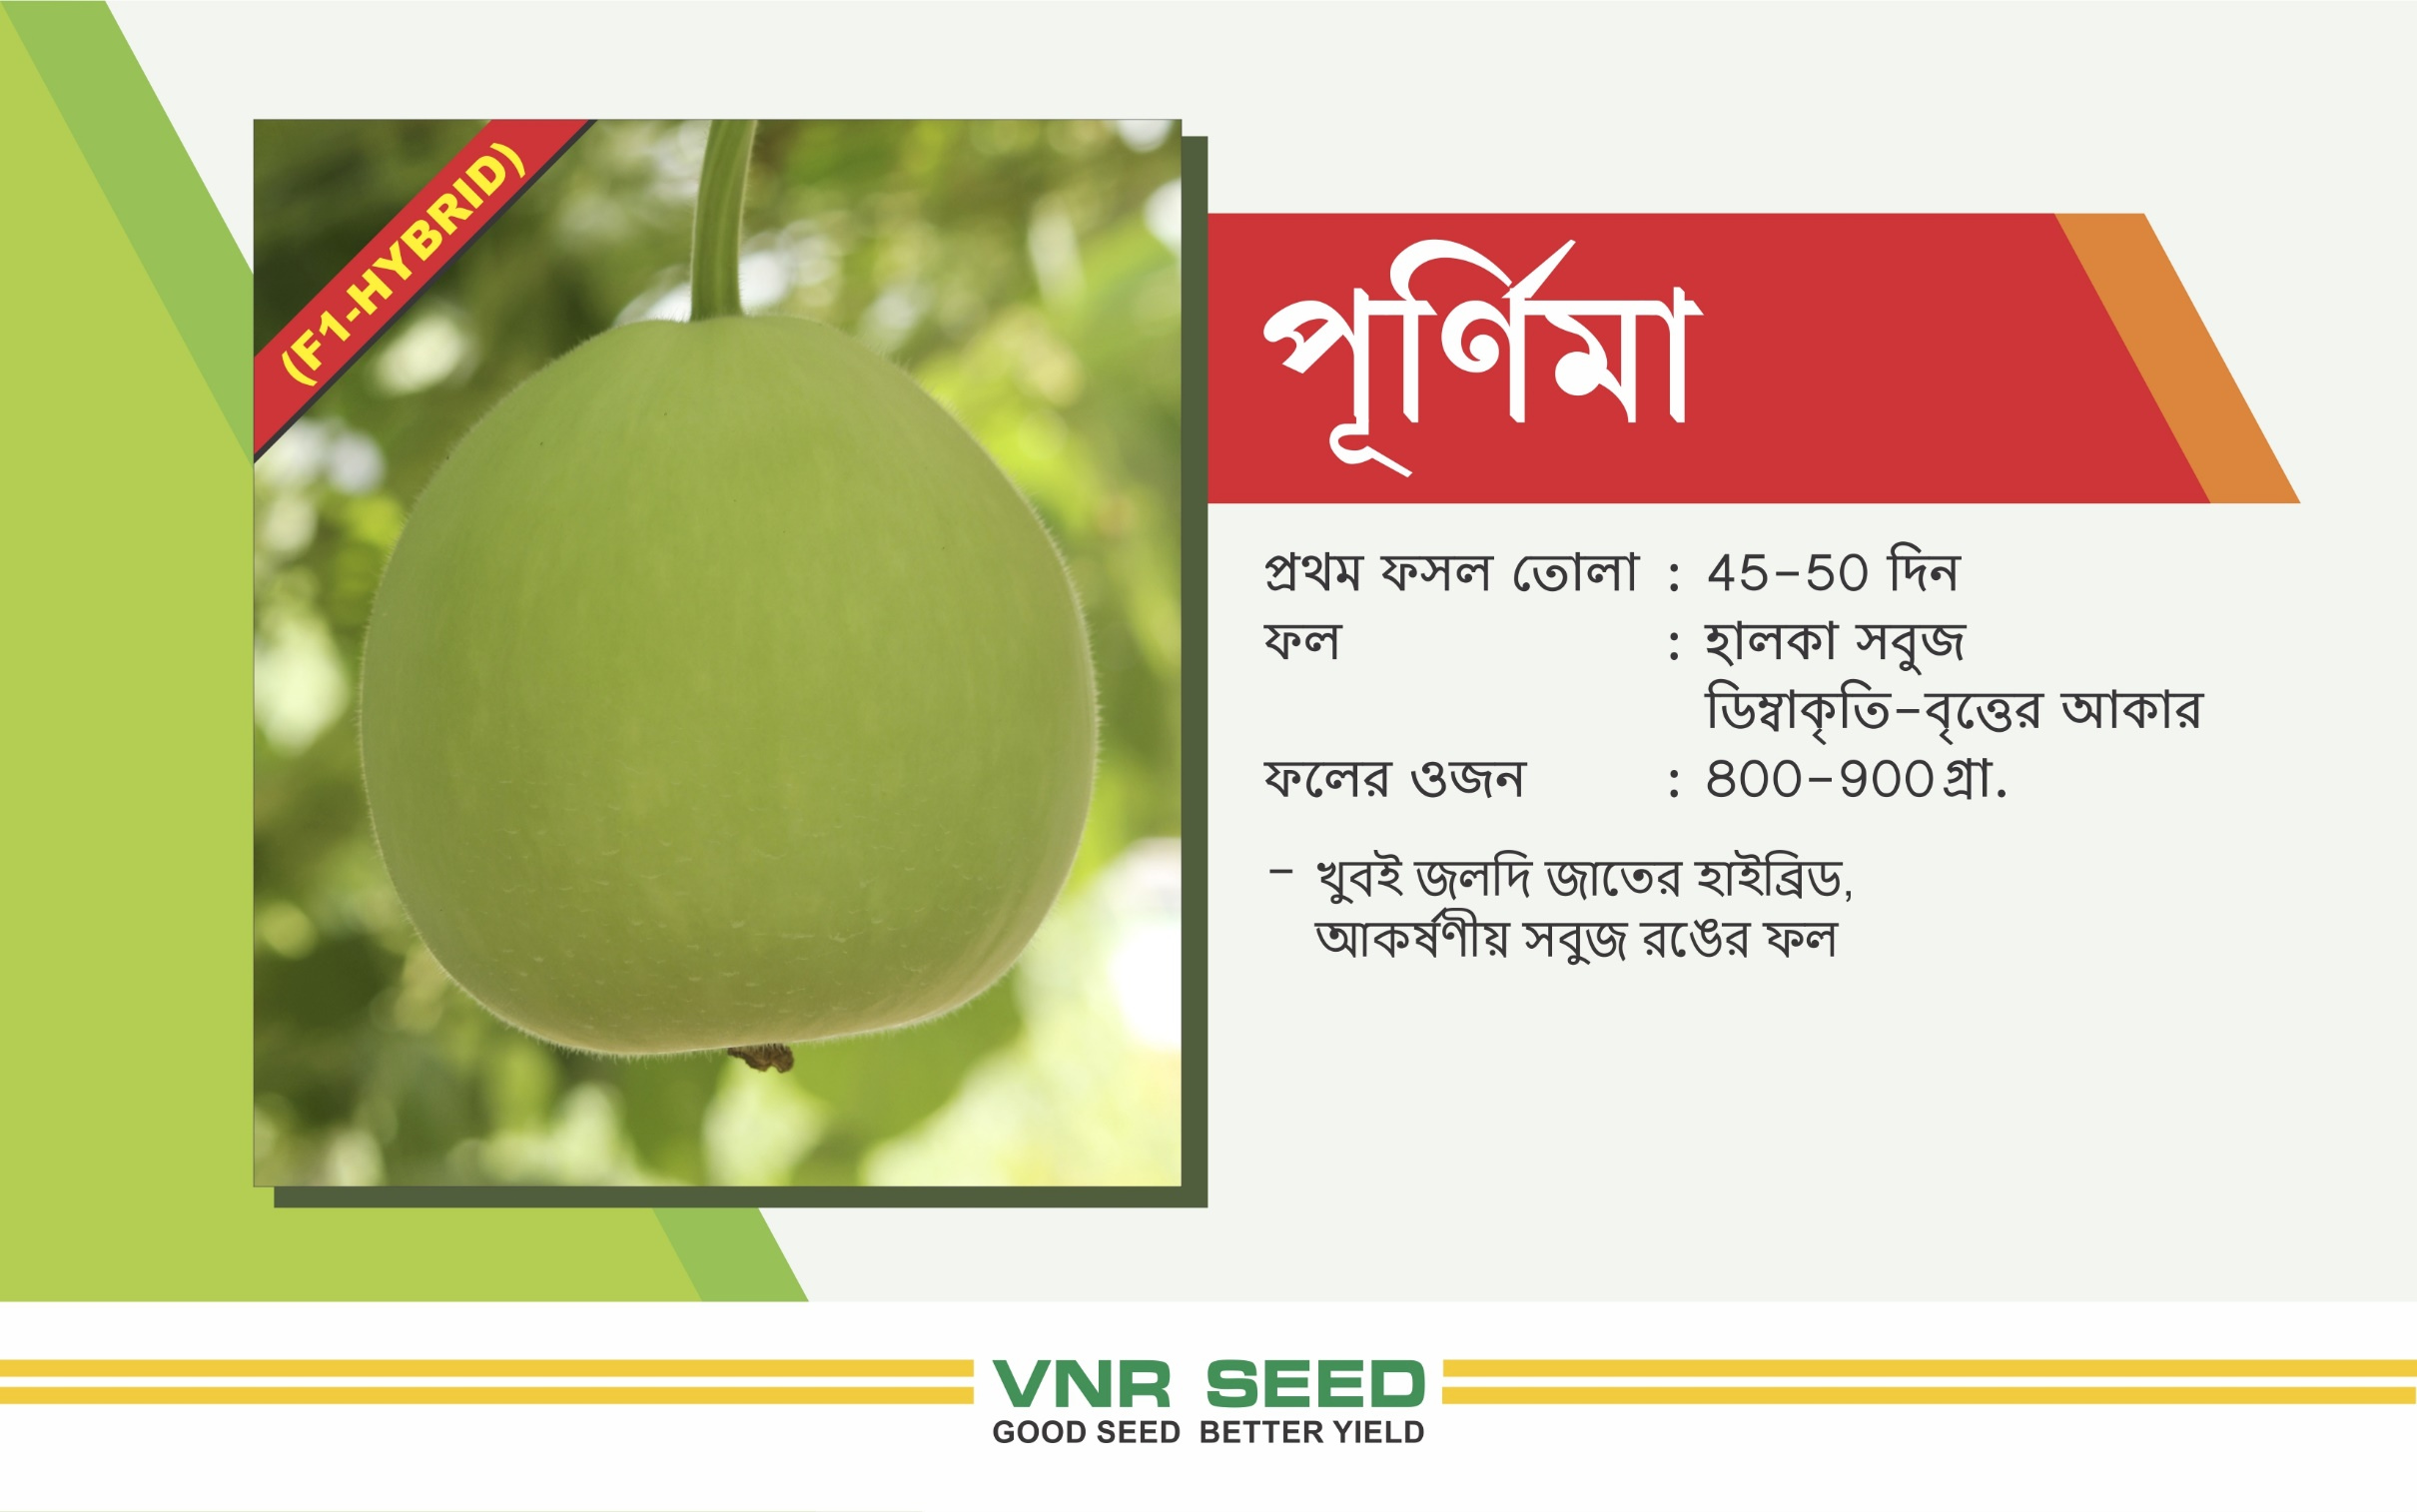 (F1-HYBRID))
পূর্ণিমা
প্রথম ফসল তোলা : 45-50 দিন
ফল : হালকা সবুজ
ডিম্বাকৃতি-বৃত্তের আকার
ফলের ওজন : 800-900 গ্রা.
- খুবই জলদি জাতের হাইব্রিড,
আকর্ষণীয় সবুজ রঙের ফল
VNR SEED
GOOD SEED BETTER YIELD